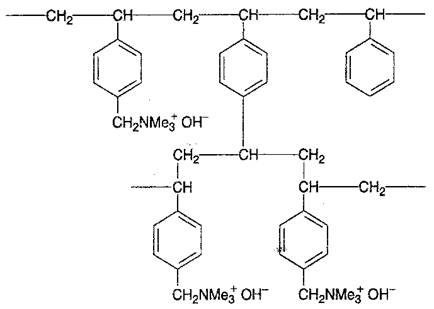 CH₂ CH CH₂ CH CH₂ CH
CH₂NMe₃⁺ OH⁻
CH₂ CH CH₂
CH CH CH₂
CH₂NMe₃⁺ OH⁻ CH₂NMe₃⁺ OH⁻